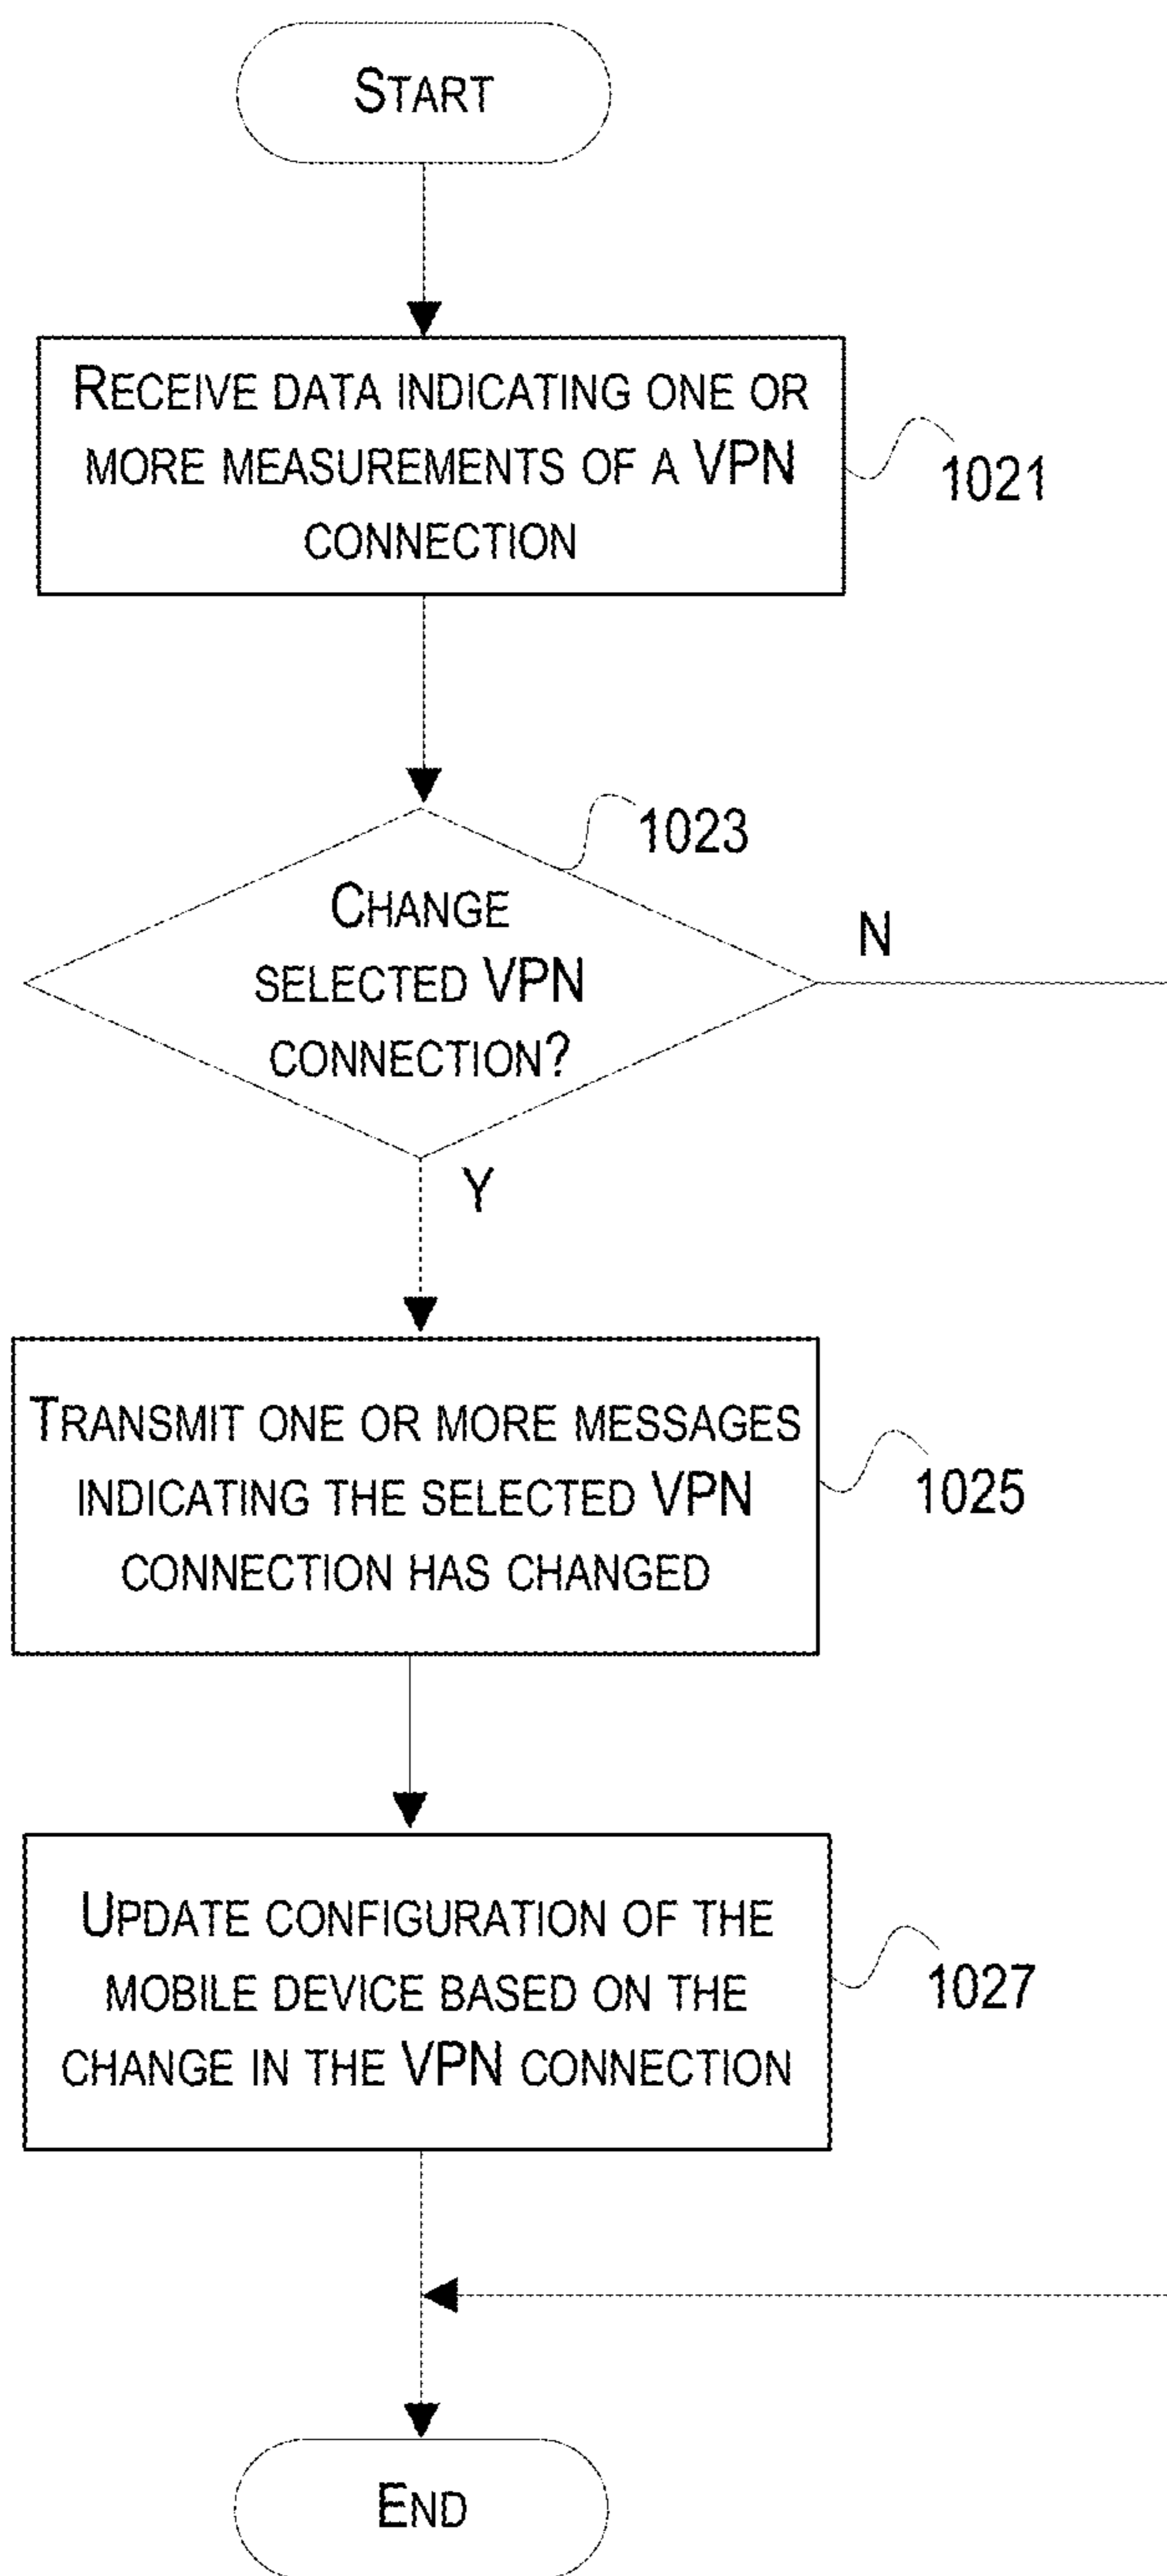 START
RECEIVE DATA INDICATING ONE OR
MORE MEASUREMENTS OF A VPN
CONNECTION
1021
1023
CHANGE
SELECTED VPN
CONNECTION?
N
Y
TRANSMIT ONE OR MORE MESSAGES
INDICATING THE SELECTED VPN
CONNECTION HAS CHANGED
1025
UPDATE CONFIGURATION OF THE
MOBILE DEVICE BASED ON THE
CHANGE IN THE VPN CONNECTION
1027
END